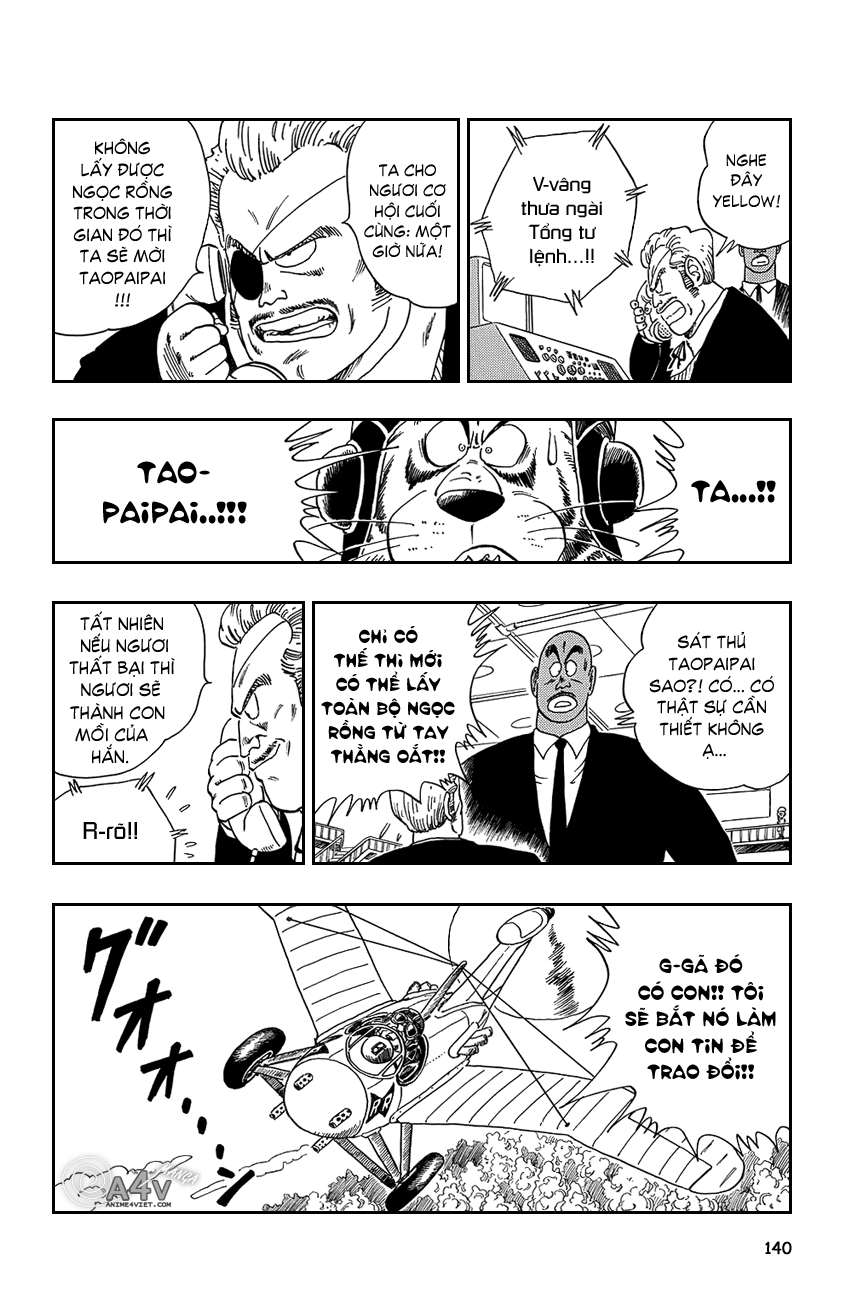 NGHE
ĐÂY
YELLOW!
V-vâng
thưa ngài
Tổng tư
lệnh...!!
TA CHO
NGƯƠI CƠ
HỘI CUỐI
CÙNG: MỘT
GIỜ NỮA!
KHÔNG
LẤY ĐƯỢC
NGỌC RỒNG
TRONG THỜI
GIAN ĐÓ THÌ
TA SẼ MỜI
TAOPAIPAI
!!!
TA...!!
TAO-
PAIPAI..!!!
SÁT THỦ
TAOPAIPAI
SAO?! CÓ... CÓ
THẬT SỰ CẦN
THIẾT KHÔNG
Ạ...
CHỈ CÓ
THẾ THÌ MỚI
CÓ THỂ LẤY
TOÀN BỘ NGỌC
RỒNG TỪ TAY
THẰNG OẮT!!
TẤT NHIÊN
NẾU NGƯƠI
THẤT BẠI THÌ
NGƯƠI SẼ
THÀNH CON
MỒI CỦA
HẮN.
R-rõ!!
G-GÃ ĐÓ
CÓ CON!! TÔI
SẼ BẮT NÓ LÀM
CON TIN ĐỂ
TRAO ĐỔI!!
グオオ...ン
RR
Manga
A4V
ANIME4VIET.COM
140